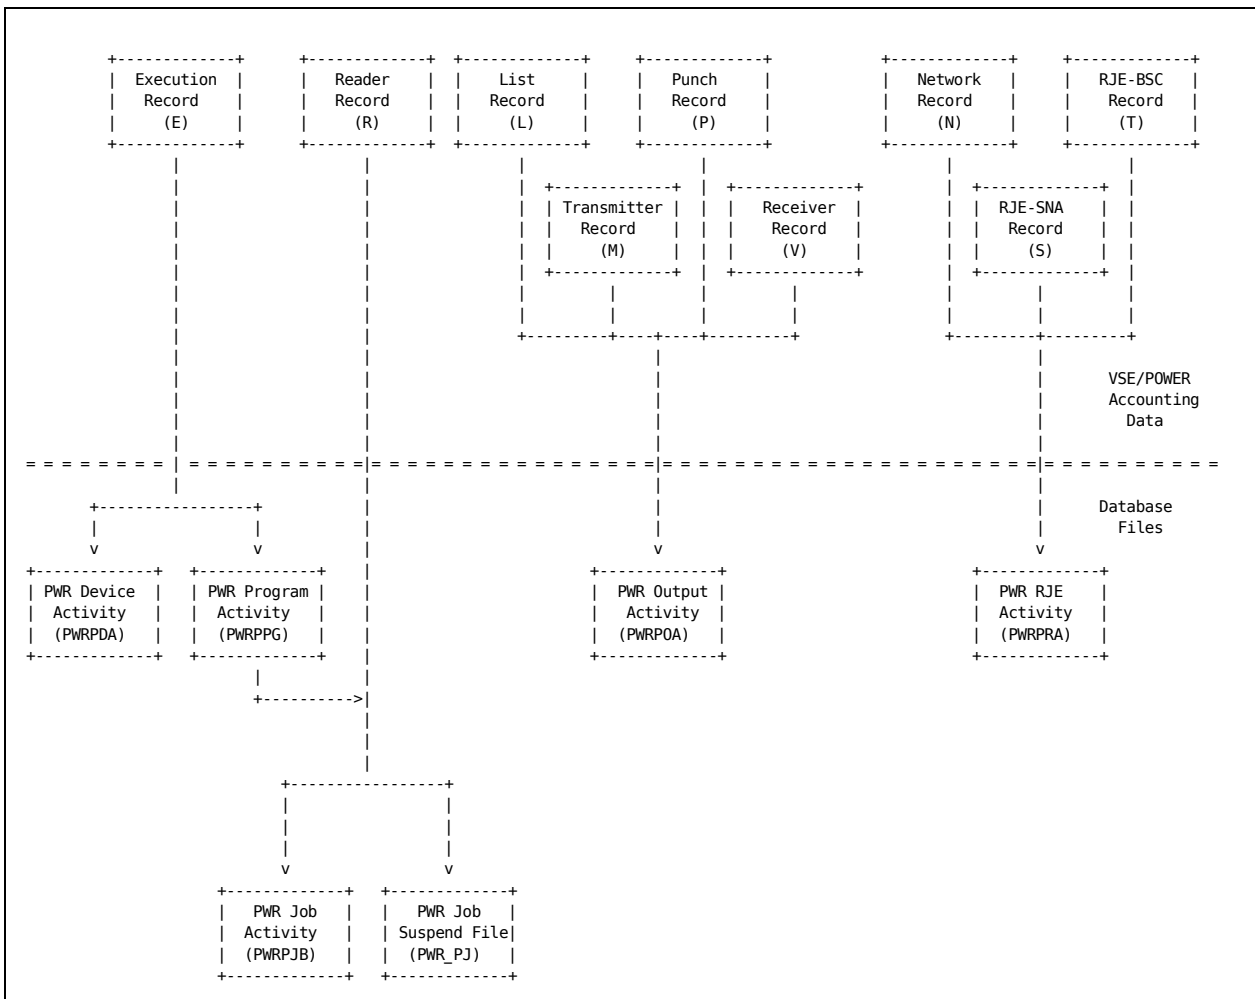 Execution Reader List Punch Network RJE-BSC
Record Record Record Record Record Record
(E) (R) (L) (P) (N) (T)
Transmitter Receiver RJE-SNA
Record Record Record
(M) (V) (S)
VSE/POWER
Accounting
Data
Database
Files
PWR Device PWR Program PWR Output PWR RJE
Activity Activity Activity Activity
(PWRPDA) (PWRPPG) (PWRPOA) (PWRPRA)
PWR Job PWR Job
Activity Suspend File
(PWRPJB) (PWR_PJ)